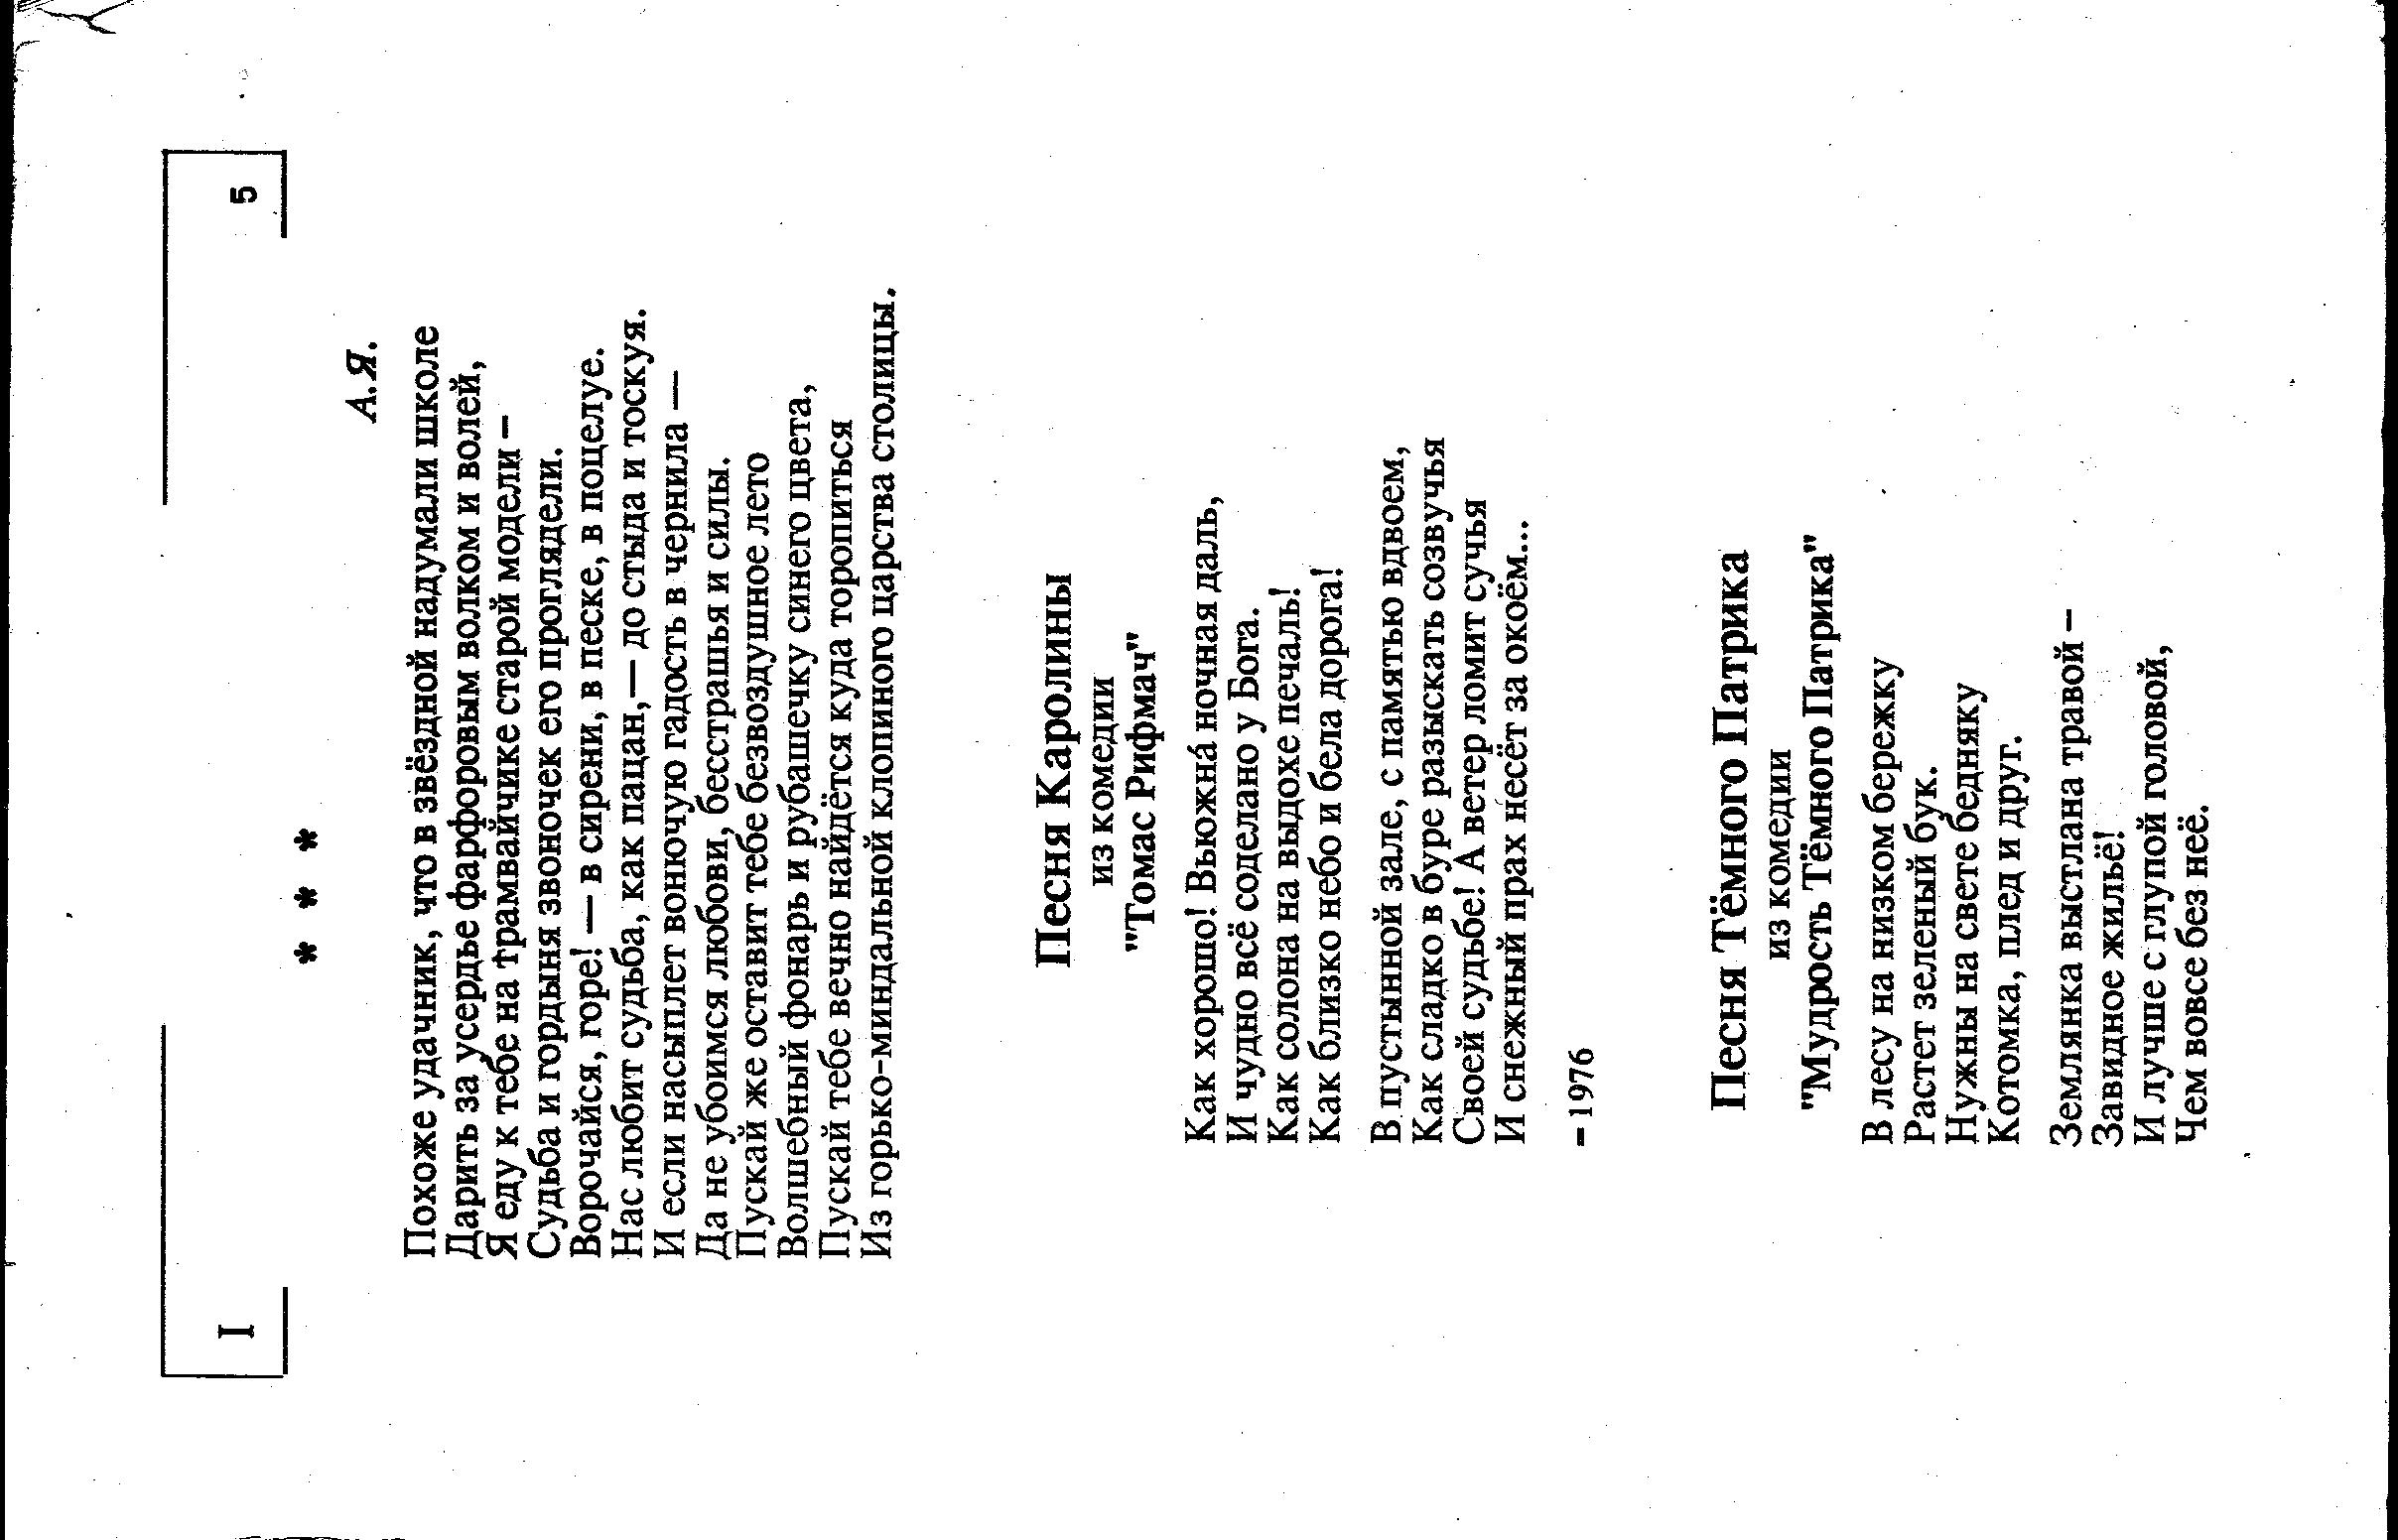 I
5
* * *
А.Я.
Похоже удачник, что в звёздной надумали школе
Дарить за усердье фарфоровым волком и волей,
Я еду к тебе на трамвайчике старой модели –
Судьба и гордыня звоночек его проглядели.
Ворочайся, горе! — в сирени, в песке, в поцелуе.
Нас любит судьба, как пацан,— до стыда и тоскуя.
И если насыплет вонючую гадость в чернила —
Да не убоимся любови, бесстрашья и силы.
Пускай же оставит тебе безвоздушное лето
Волшебный фонарь и рубашечку синего цвета,
Пускай тебе вечно найдётся куда торопиться
Из горько-миндальной клопиного царства столицы.
Песня Каролины
из комедии
"Томас Рифмач"
Как хорошо! Вьюжна́ ночная даль,
И чудно всё соделано у Бога.
Как солона на выдохе печаль!
Как близко небо и бела дорога!
В пустынной зале, с памятью вдвоем,
Как сладко в буре разыскать созвучья
Своей судьбе! А ветер ломит сучья
И снежный прах несёт за окоём...
– 1976
Песня Тёмного Патрика
из комедии
"Мудрость Тёмного Патрика"
В лесу на низком бережку
Растет зеленый бук.
Нужны на свете бедняку
Котомка, плед и друг.
Землянка выстлана травой –
Завидное жильё!
И лучше с глупой головой,
Чем вовсе без неё.